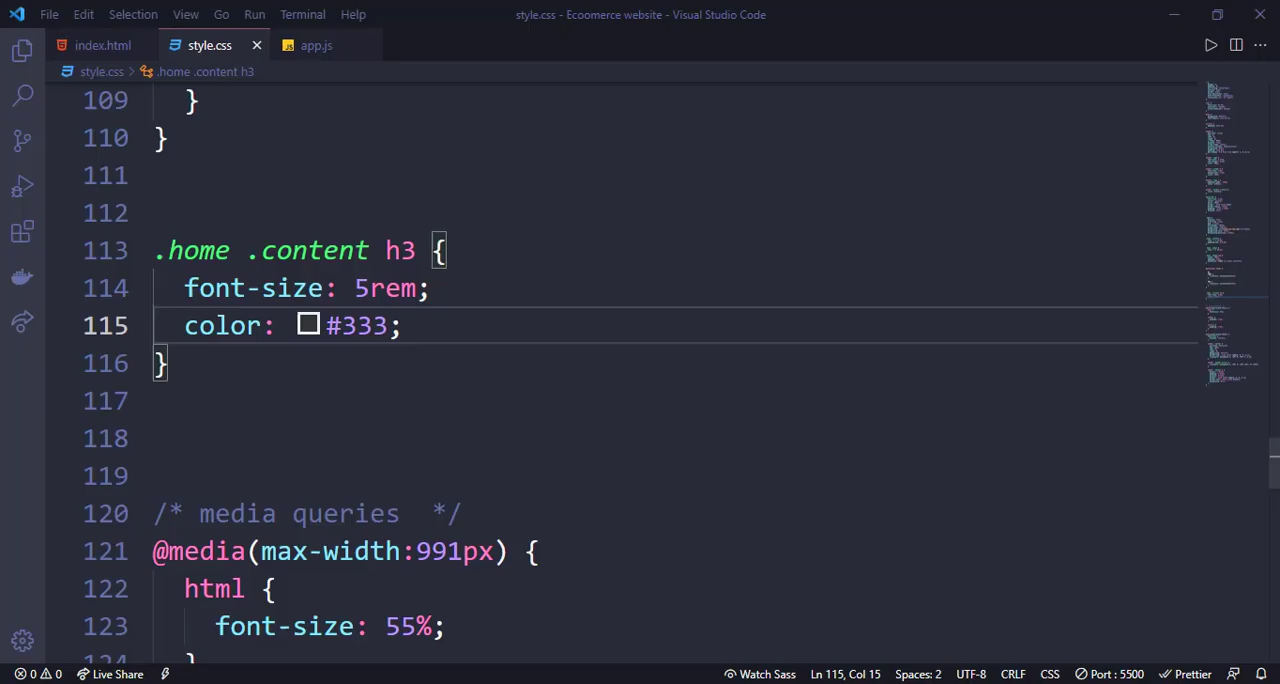 File Edit Selection View Go Run Terminal Help style.css - Ecoomerce website - Visual Studio Code
index.html style.css app.js
style.css > .home .content h3
109 }
110 }
111
112
113 .home .content h3 {
114 font-size: 5rem;
115 color: #333;
116 }
117
118
119
120 /* media queries */
121 @media(max-width:991px) {
122 html {
123 font-size: 55%;
124 }
0 0 Live Share Watch Sass Ln 115, Col 15 Spaces: 2 UTF-8 CRLF CSS Port : 5500 Prettier